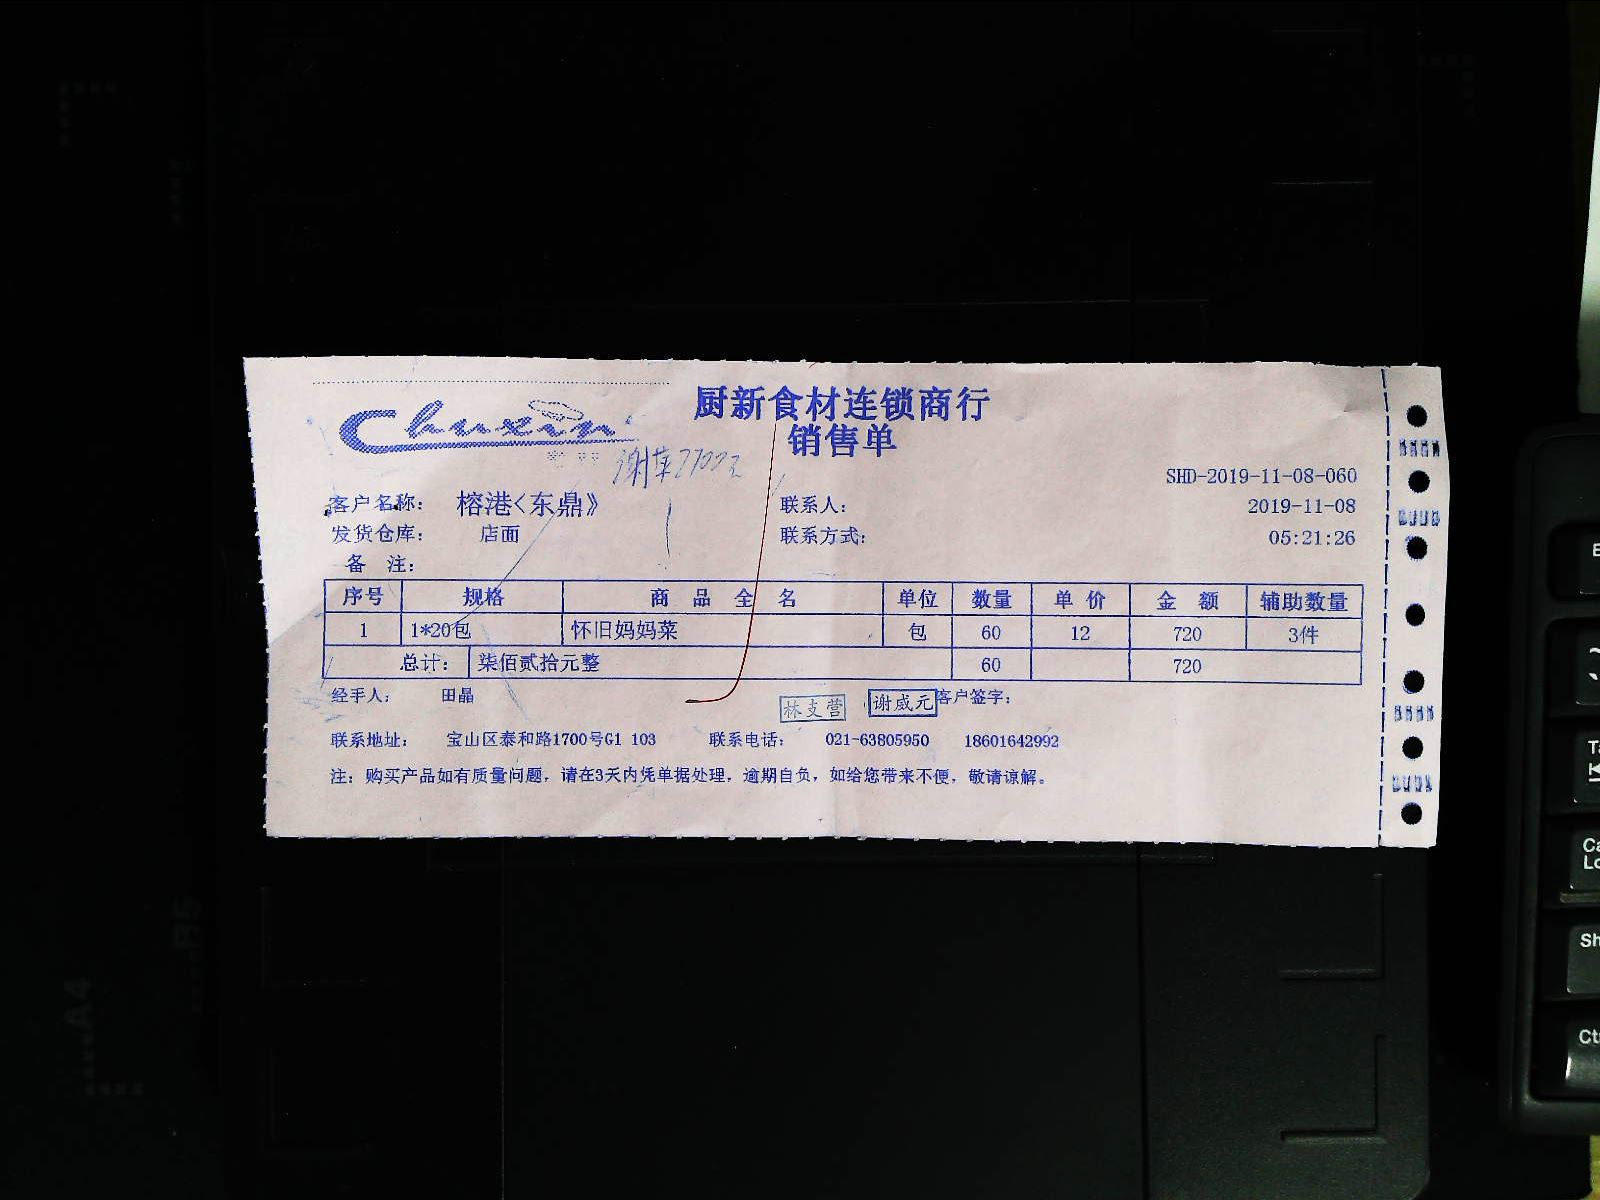 Chuxin
厨新食材连锁商行
销售单
SHD-2019-11-08-060
客户名称: 榕港<东鼎》 联系人: 2019-11-08
发货仓库: 店面 联系方式: 05:21:26
备 注:
序号 规格 商 品 全 名 单位 数量 单 价 金 额 辅助数量
1 1*20包 怀旧妈妈菜 包 60 12 720 3件
总计: 柒佰贰拾元整 60 720
经手人: 田晶 林支营 谢威元 客户签字:
联系地址: 宝山区泰和路1700号G1 103 联系电话: 021-63805950 18601642992
注: 购买产品如有质量问题, 请在3天内凭单据处理, 逾期自负, 如给您带来不便, 敬请谅解。
A4
B5
Sh